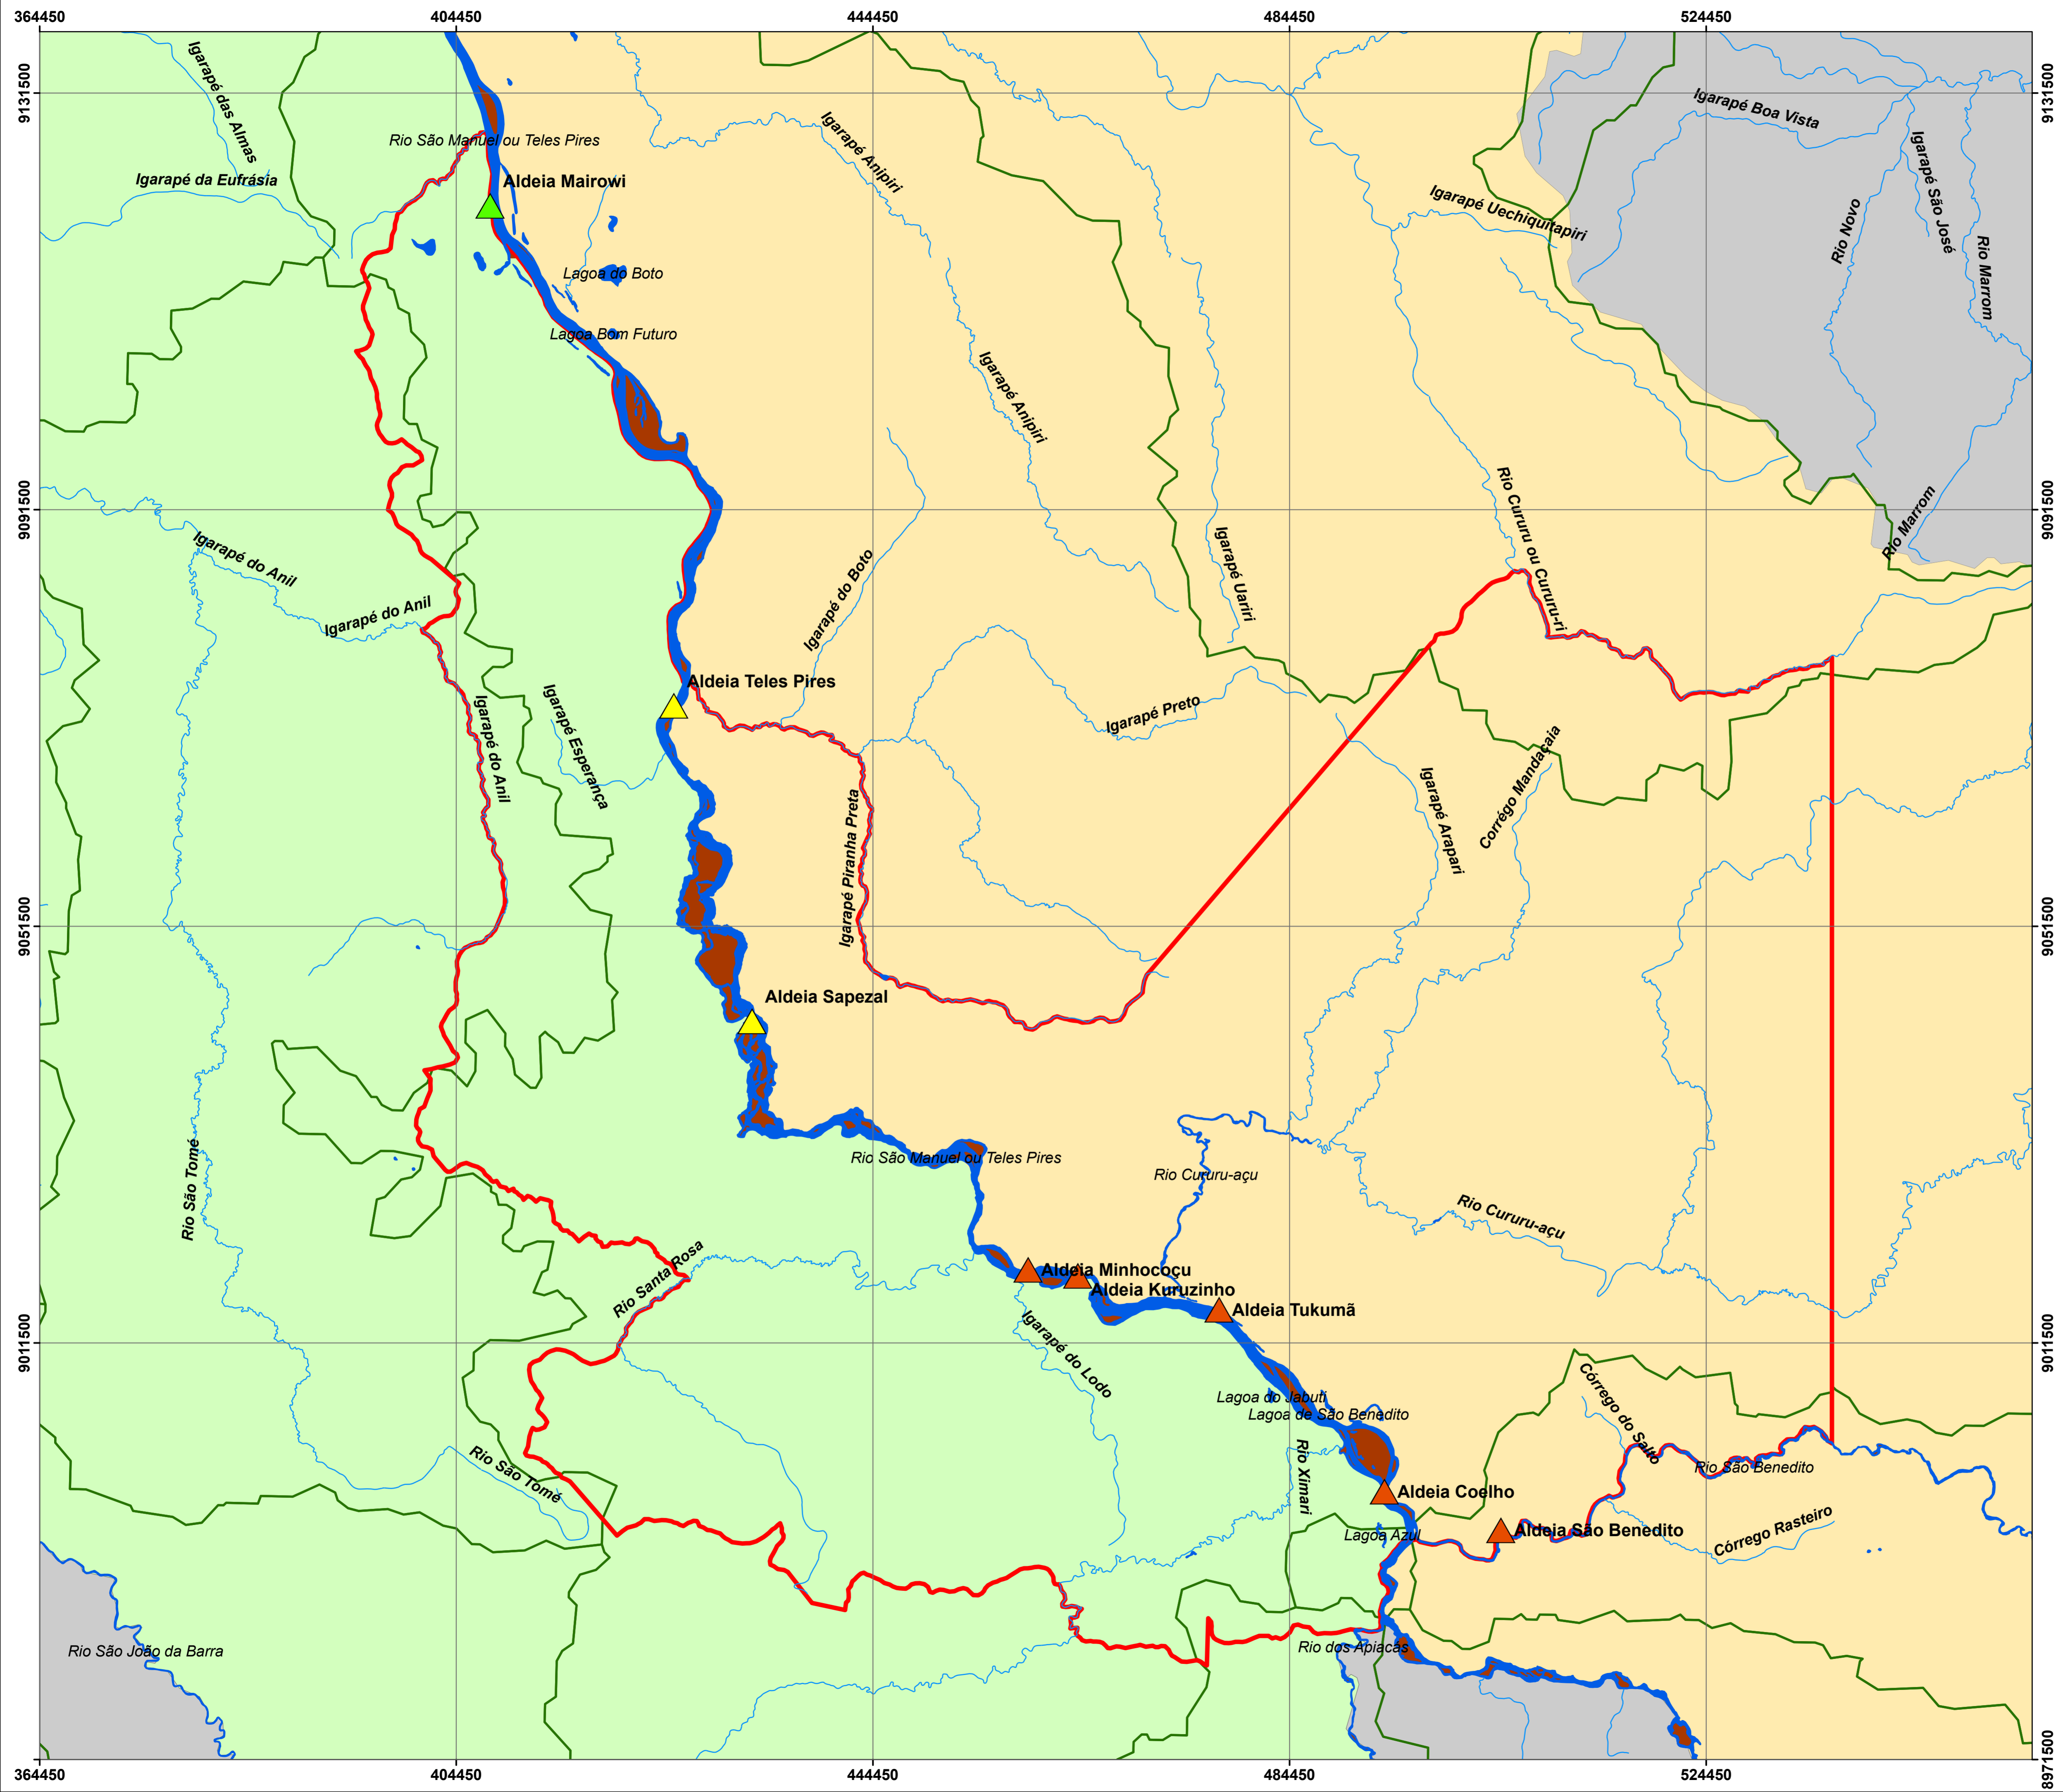 364450
404450
444450
484450
524450
9131500
9131500
Igarapé das Almas
Rio São Manuel ou Teles Pires
Igarapé da Eufrásia
Aldeia Mairowi
Igarapé Anipiri
Igarapé Boa Vista
Igarapé São José
Igarapé Uechiquitapiri
Rio Novo
Rio Marrom
Lagoa do Boto
Lagoa Bom Futuro
Igarapé Anipiri
9091500
9091500
Rio Cururu ou Cururu-ri
Rio Marrom
Igarapé do Anil
Igarapé do Boto
Igarapé Uariri
Igarapé do Anil
Aldeia Teles Pires
Igarapé do Anil
Igarapé Esperança
Igarapé Preto
Igarapé Arapari
Corrégo Mandaçaia
Igarapé Piranha Preta
9051500
9051500
Aldeia Sapezal
Rio São Tomé
Rio São Manuel ou Teles Pires
Rio Cururu-açu
Rio Cururu-açu
Rio Santa Rosa
Aldeia Minhocoçu
Aldeia Kuruzinho
Aldeia Tukumã
9011500
9011500
Igarapé do Lodo
Lagoa do Jabuti
Lagoa de São Benedito
Córrego do Salto
Rio São Tomé
Rio Ximari
Rio São Benedito
Aldeia Coelho
Lagoa Azul
Aldeia São Benedito
Córrego Rasteiro
Rio São João da Barra
Rio dos Apiacás
8971500
364450
404450
444450
484450
524450